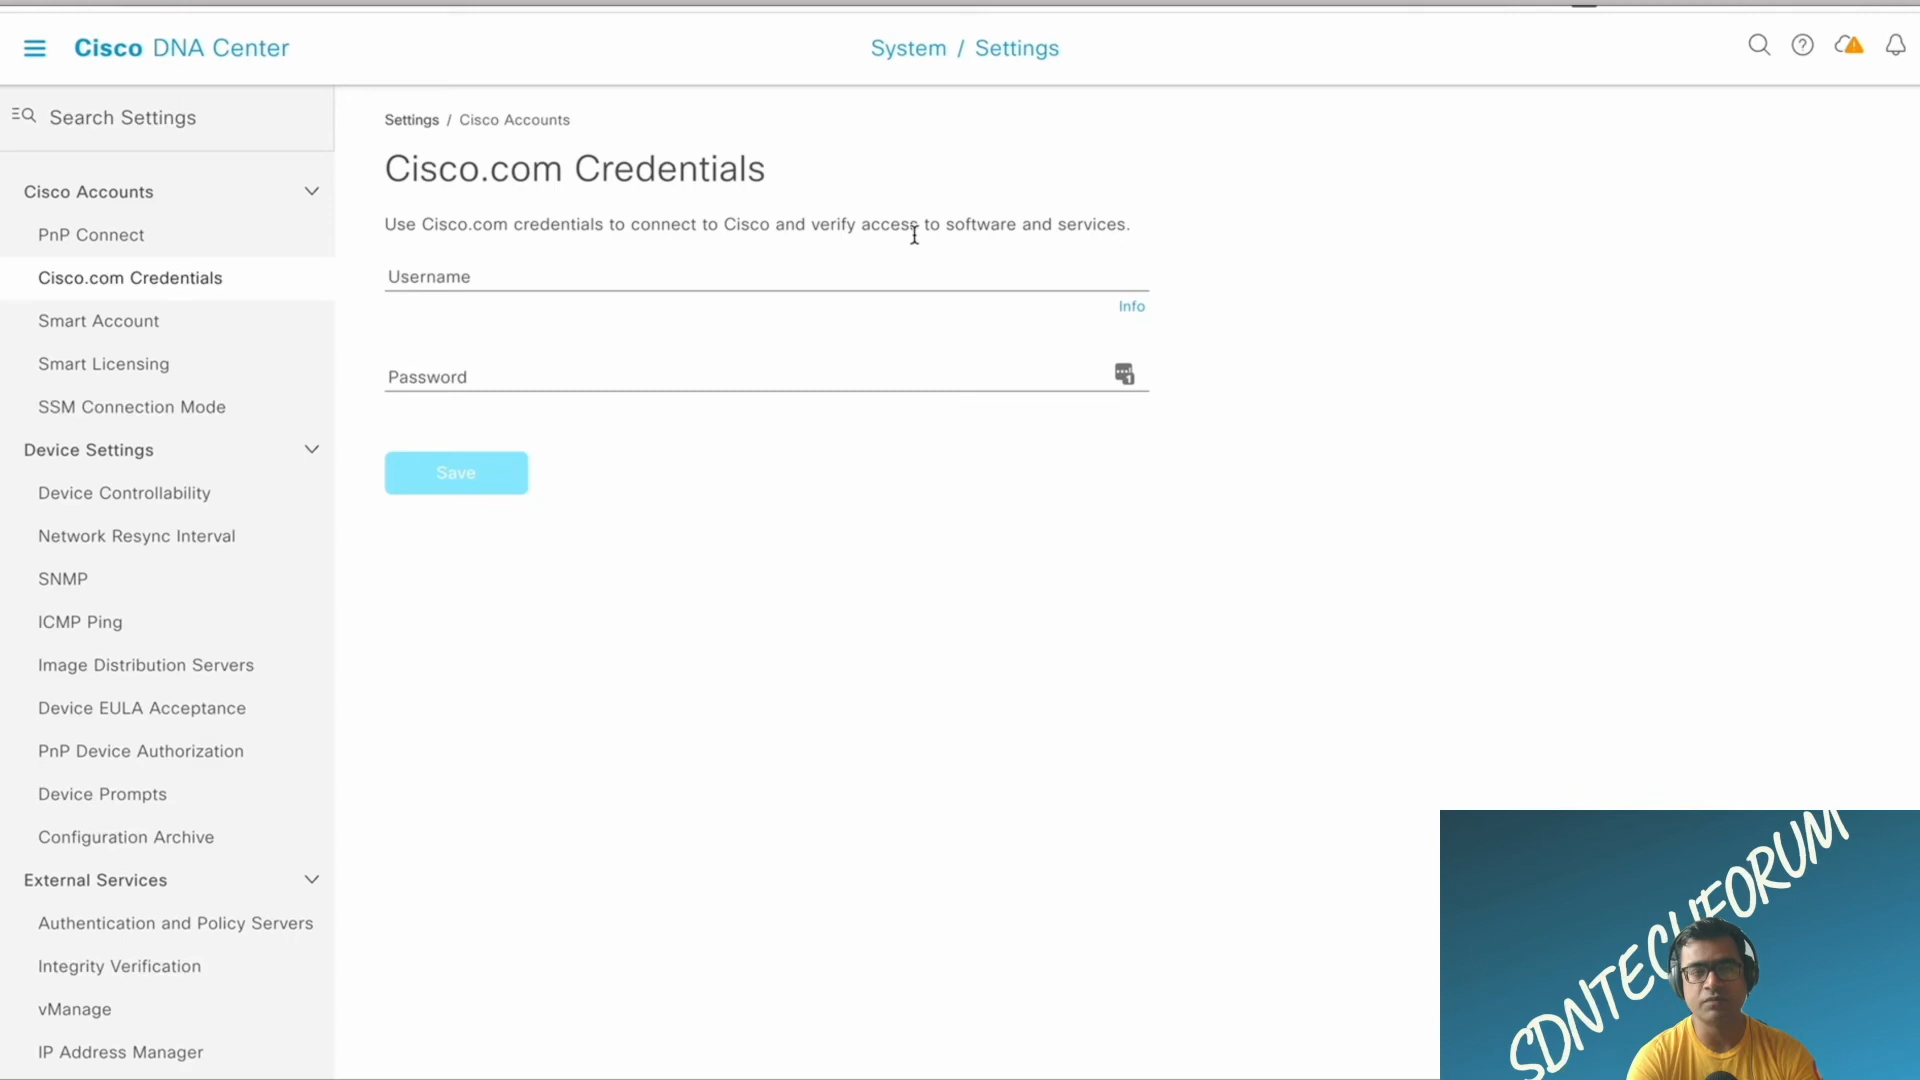 Cisco DNA Center
System / Settings
Search Settings
Cisco Accounts
PnP Connect
Cisco.com Credentials
Smart Account
Smart Licensing
SSM Connection Mode
Device Settings
Device Controllability
Network Resync Interval
SNMP
ICMP Ping
Image Distribution Servers
Device EULA Acceptance
PnP Device Authorization
Device Prompts
Configuration Archive
External Services
Authentication and Policy Servers
Integrity Verification
vManage
IP Address Manager
Settings / Cisco Accounts
Cisco.com Credentials
Use Cisco.com credentials to connect to Cisco and verify access to software and services.
Username
Info
Password
1
Save
SDNTECHFORUM